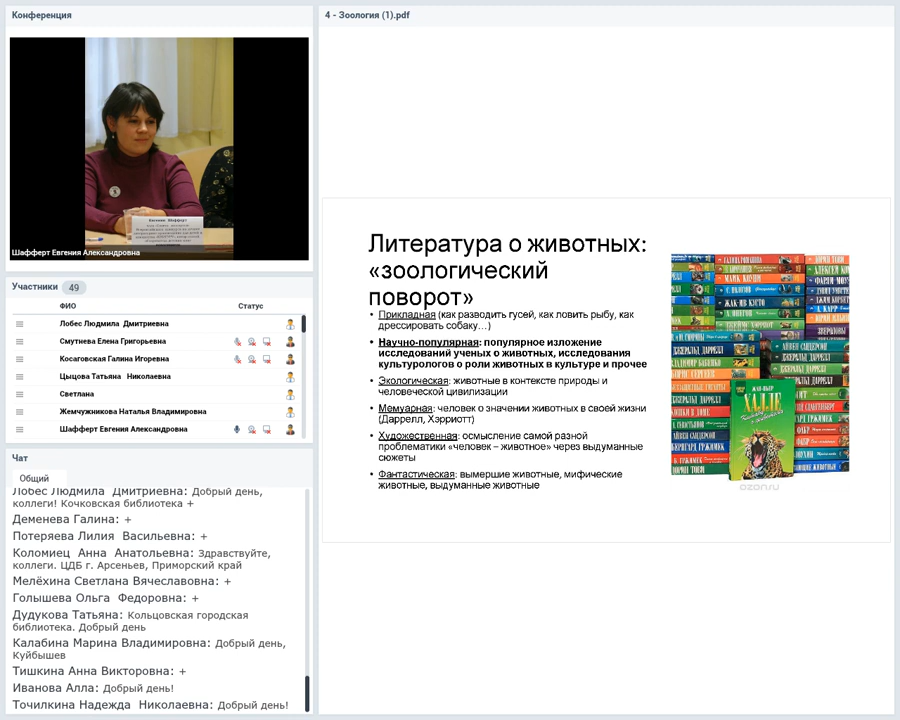 Конференция
Шафферт Евгения Александровна
Участники 49
ФИО Статус
Лобес Людмила Дмитриевна
Смутнева Елена Григорьевна
Косаговская Галина Игоревна
Цыцова Татьяна Николаевна
Светлана
Жемчужникова Наталья Владимировна
Шафферт Евгения Александровна
Чат
Общий
Лобес Людмила Дмитриевна: Добрый день,
коллеги! Кочковская библиотека +
Деменева Галина: +
Потеряева Лилия Васильевна: +
Коломиец Анна Анатольевна: Здравствуйте,
коллеги. ЦДБ г. Арсеньев, Приморский край
Мелёхина Светлана Вячеславовна: +
Голышева Ольга Федоровна: +
Дудукова Татьяна: Кольцовская городская
библиотека. Добрый день
Калабина Марина Владимировна: Добрый день,
Куйбышев
Тишкина Анна Викторовна: +
Иванова Алла: Добрый день!
Точилкина Надежда Николаевна: Добрый день!
4 - Зоология (1).pdf
Литература о животных:
«зоологический
поворот»
• Прикладная (как разводить гусей, как ловить рыбу, как
дрессировать собаку…)
• Научно-популярная: популярное изложение
исследований ученых о животных, исследования
культурологов о роли животных в культуре и прочее
• Экологическая: животные в контексте природы и
человеческой цивилизации
• Мемуарная: человек о значении животных в своей жизни
(Даррелл, Хэрриотт)
• Художественная: осмысление самой разной
проблематики «человек – животное» через выдуманные
сюжеты
• Фантастическая: вымершие животные, мифические
животные, выдуманные животные
ЖАН-ПЬЕР
ХАЛЛЕ
ozon.ru